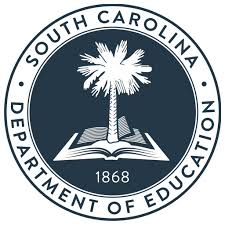 SOUTH CAROLINA
1868
DEPARTMENT OF EDUCATION